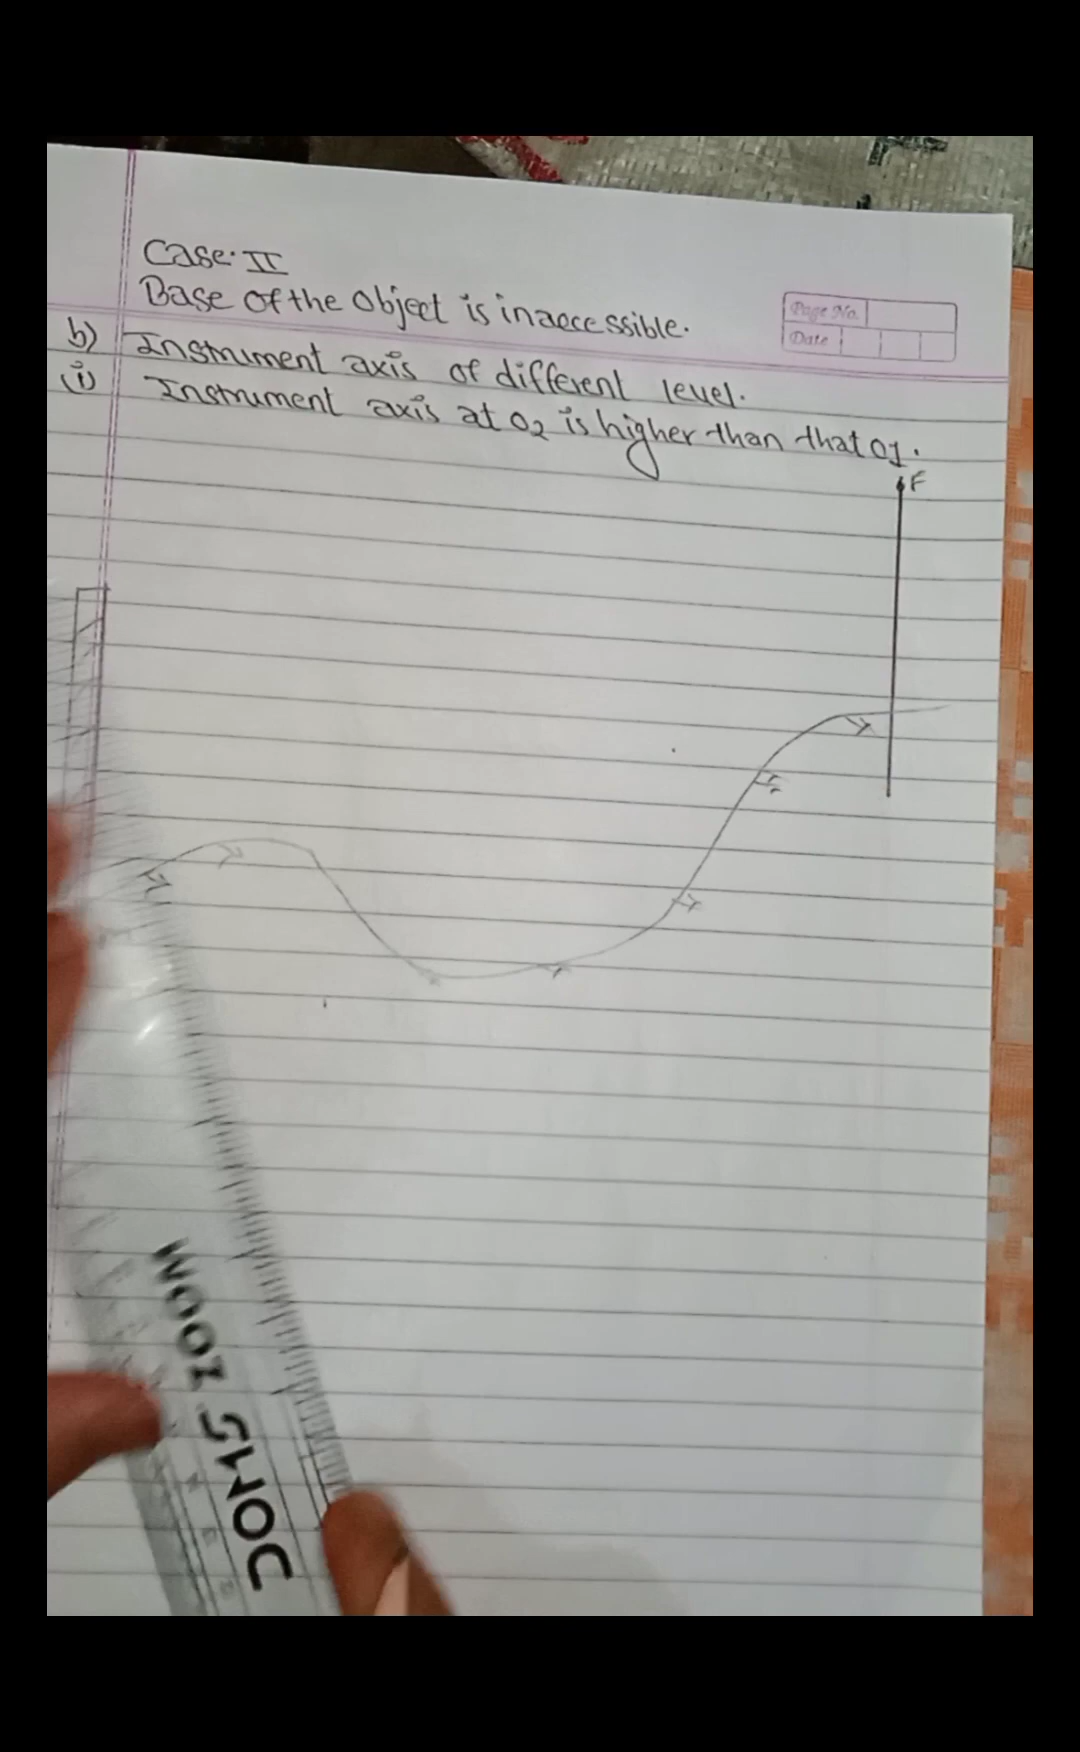 Case·II
Base of the object is inaccessible.
Page No.
Date
b) Instrument axis of different level.
(i) Instrument axis at O2 is higher than that O1.
F
DOMS ZOOM